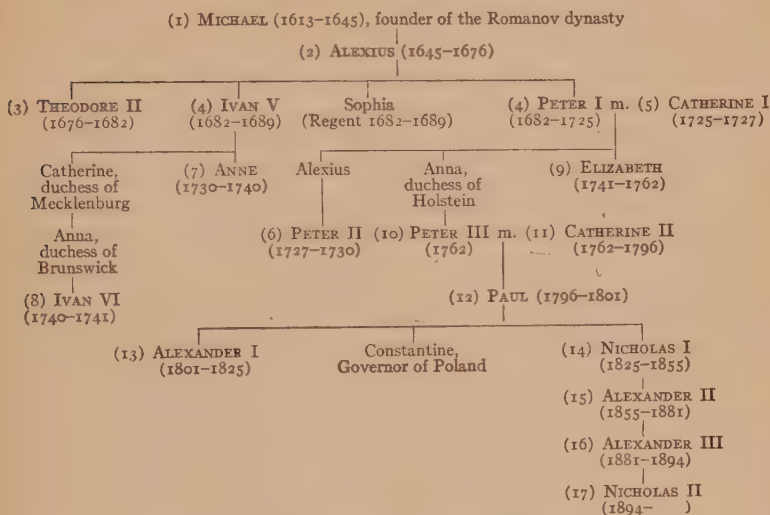 (1) MICHAEL (1613–1645), founder of the Romanov dynasty
(2) ALEXIUS (1645–1676)
(3) THEODORE II (4) IVAN V Sophia (4) PETER I m. (5) CATHERINE I
(1676–1682) (1682–1689) (Regent 1682–1689) (1682–1725) (1725–1727)
Catherine, (7) ANNE Alexius Anna, (9) ELIZABETH
duchess of (1730–1740) duchess of (1741–1762)
Mecklenburg Holstein
Anna, (6) PETER II (10) PETER III m. (11) CATHERINE II
duchess of (1727–1730) (1762) (1762–1796)
Brunswick
(8) IVAN VI (12) PAUL (1796–1801)
(1740–1741)
(13) ALEXANDER I Constantine, (14) NICHOLAS I
(1801–1825) Governor of Poland (1825–1855)
(15) ALEXANDER II
(1855–1881)
(16) ALEXANDER III
(1881–1894)
(17) NICHOLAS II
(1894– )